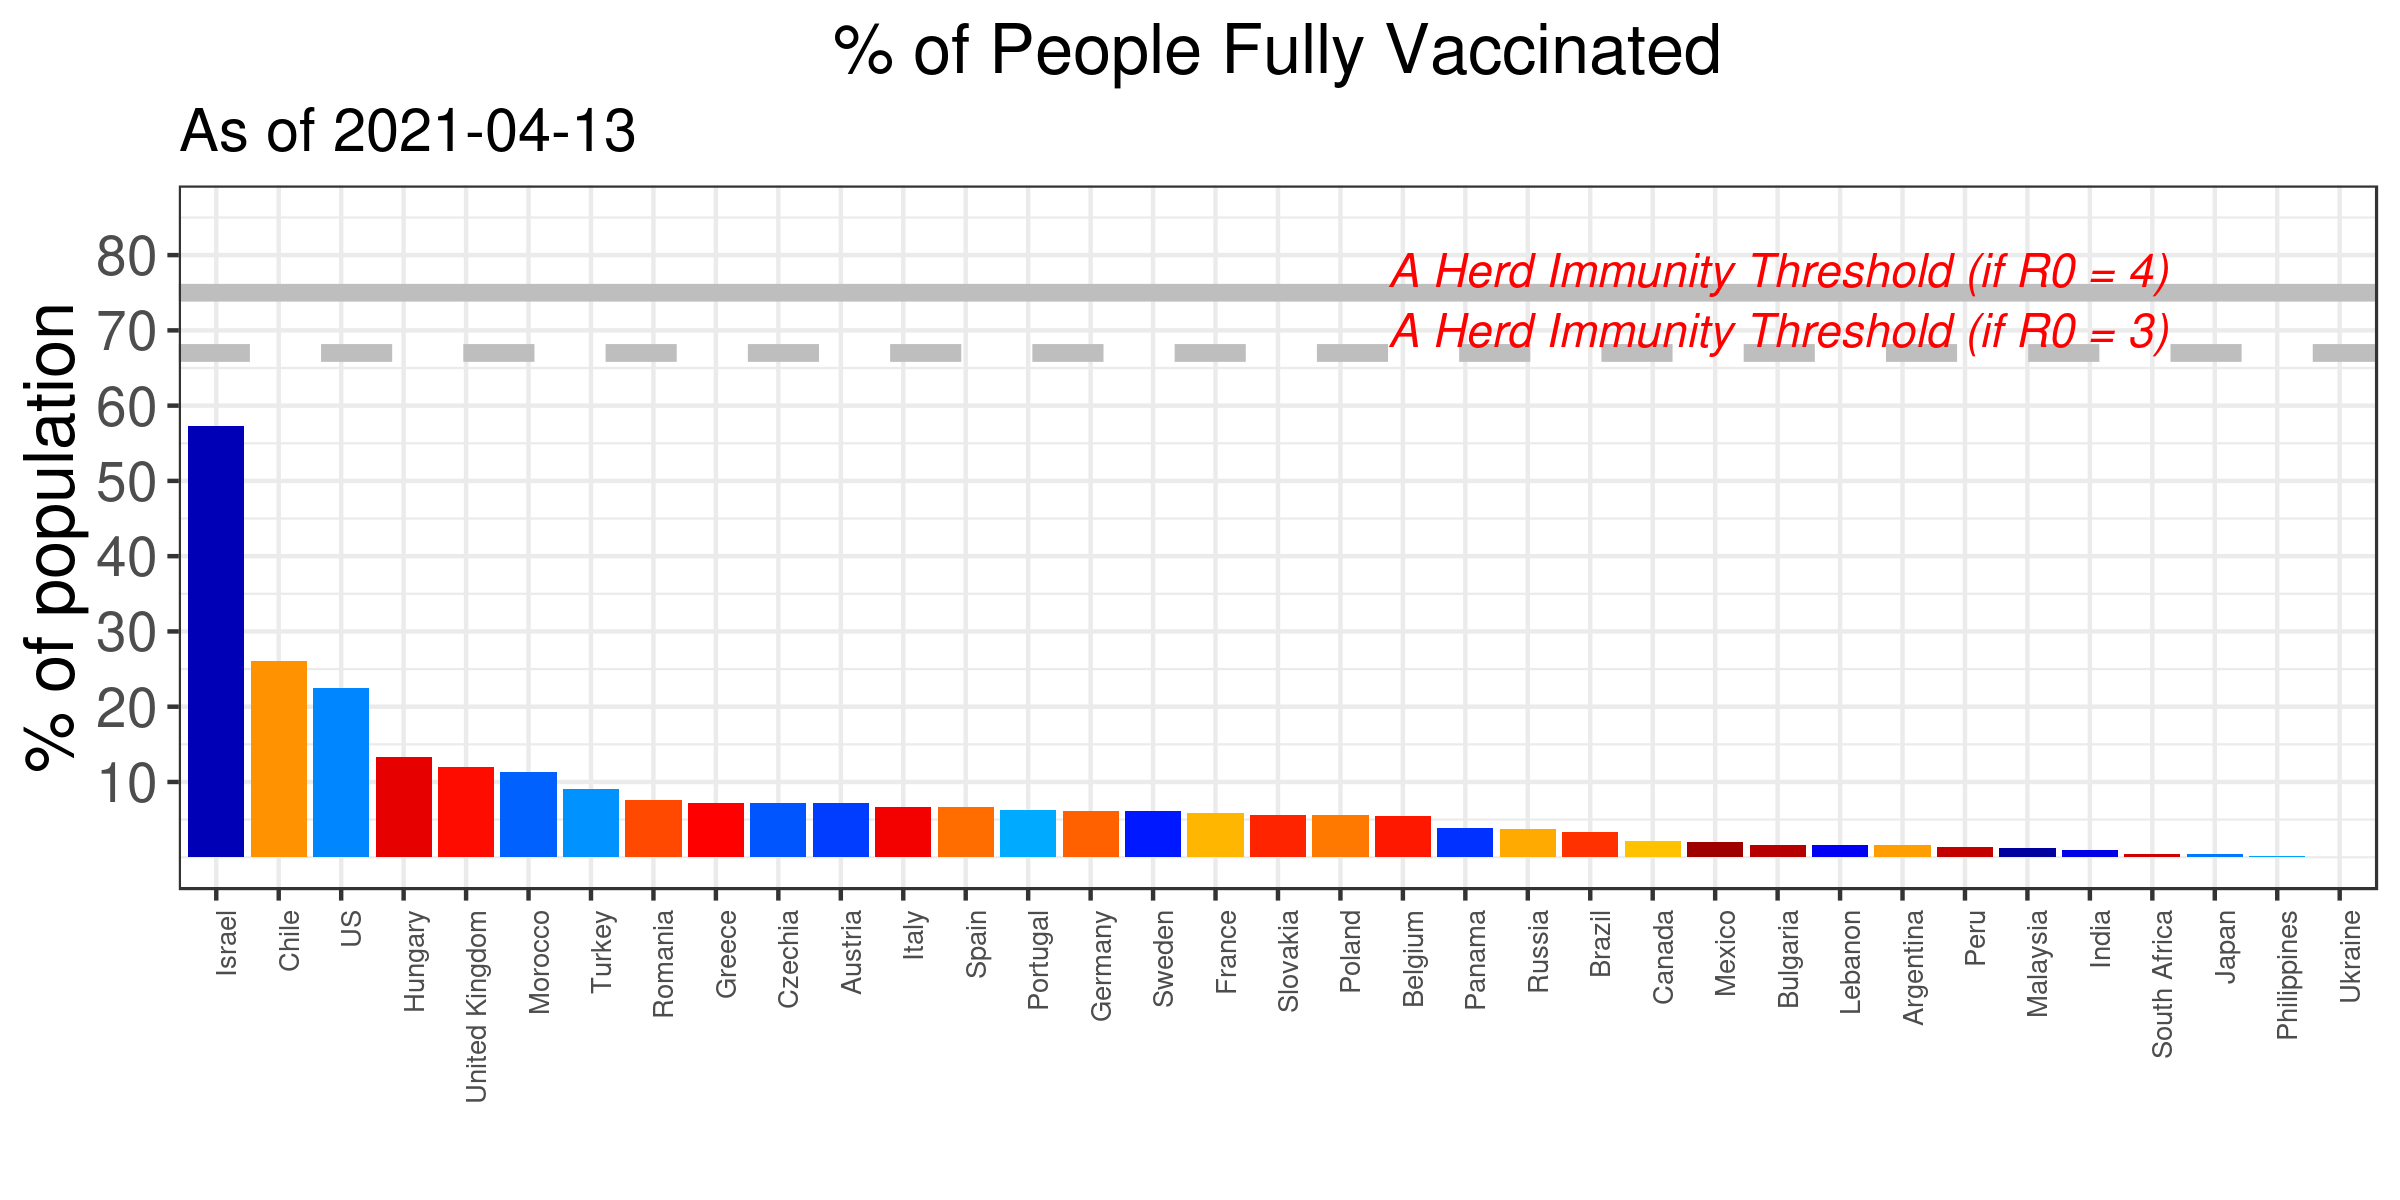 % of People Fully Vaccinated
As of 2021-04-13
% of population
80
70
60
50
40
30
20
10
A Herd Immunity Threshold (if R0 = 4)
A Herd Immunity Threshold (if R0 = 3)
Israel
Chile
US
Hungary
United Kingdom
Morocco
Turkey
Romania
Greece
Czechia
Austria
Italy
Spain
Portugal
Germany
Sweden
France
Slovakia
Poland
Belgium
Panama
Russia
Brazil
Canada
Mexico
Bulgaria
Lebanon
Argentina
Peru
Malaysia
India
South Africa
Japan
Philippines
Ukraine